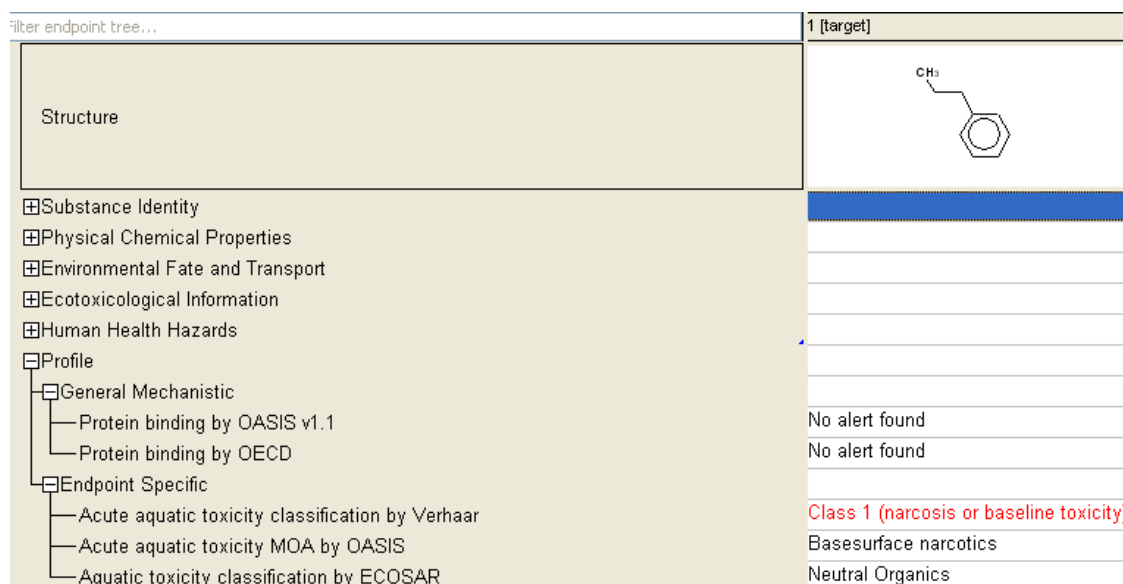 Filter endpoint tree...
1 [target]
Structure
CH3
Substance Identity
Physical Chemical Properties
Environmental Fate and Transport
Ecotoxicological Information
Human Health Hazards
Profile
General Mechanistic
Protein binding by OASIS v1.1 No alert found
Protein binding by OECD No alert found
Endpoint Specific
Acute aquatic toxicity classification by Verhaar Class 1 (narcosis or baseline toxicity)
Acute aquatic toxicity MOA by OASIS Basesurface narcotics
Aquatic toxicity classification by ECOSAR Neutral Organics